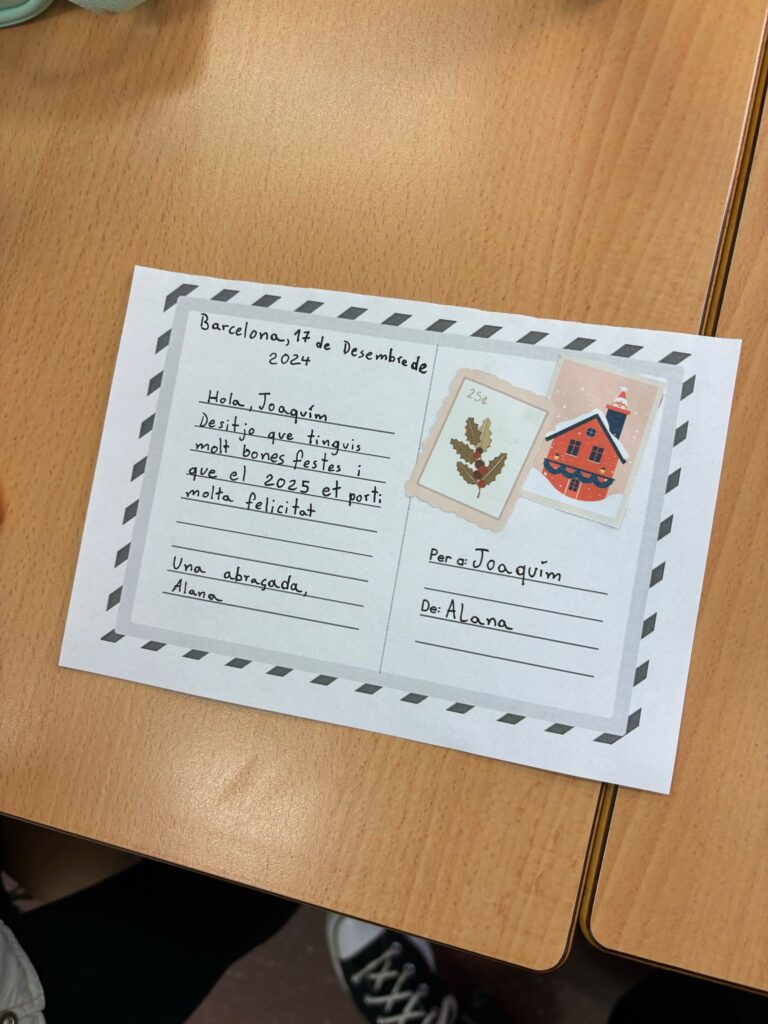 Barcelona, 17 de Desembre de
2024
Hola, Joaquím
Desitjo que tinguis
molt bones festes i
que el 2025 et porti
molta felicitat
Una abraçada,
Alana
25¢
Per a: Joaquím
De: Alana